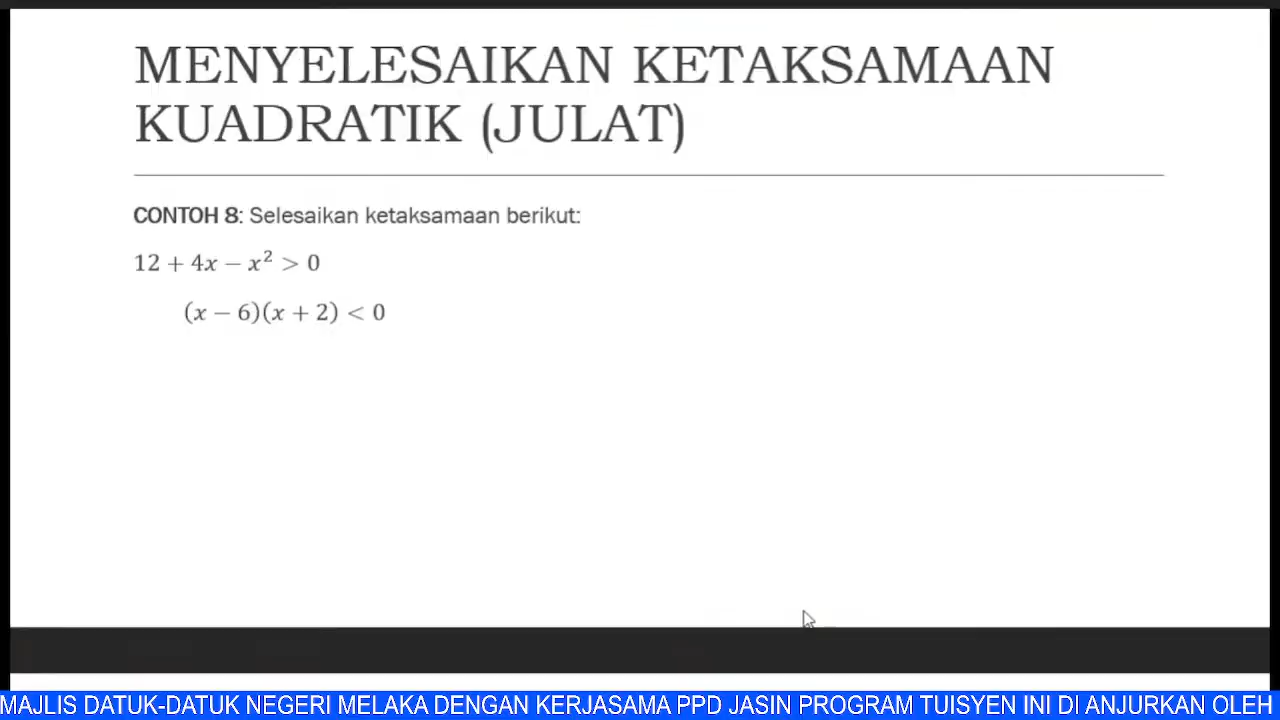 MENYELESAIKAN KETAKSAMAAN
KUADRATIK (JULAT)
CONTOH 8: Selesaikan ketaksamaan berikut:
12 + 4x − x² > 0
(x − 6)(x + 2) < 0
MAJLIS DATUK-DATUK NEGERI MELAKA DENGAN KERJASAMA PPD JASIN PROGRAM TUISYEN INI DI ANJURKAN OLEH